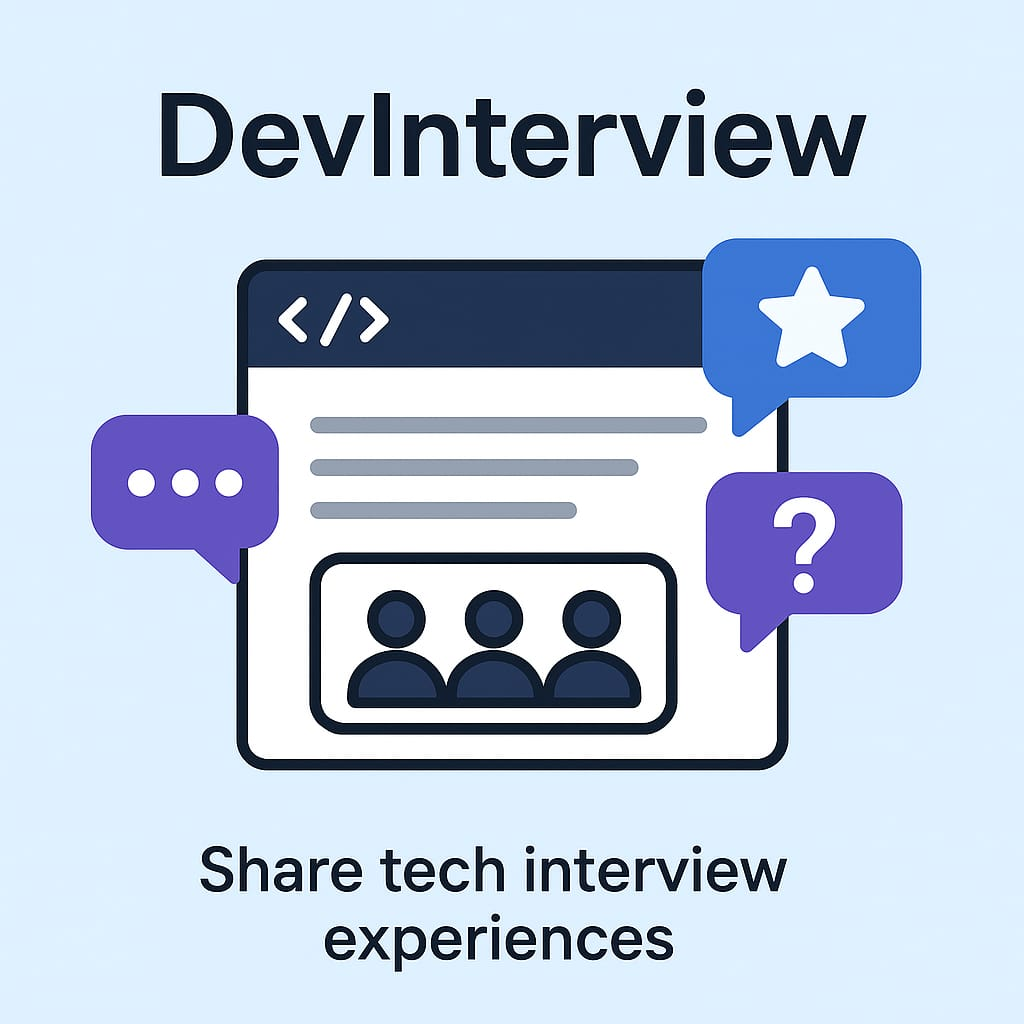 DevInterview
</>
?
Share tech interview
experiences